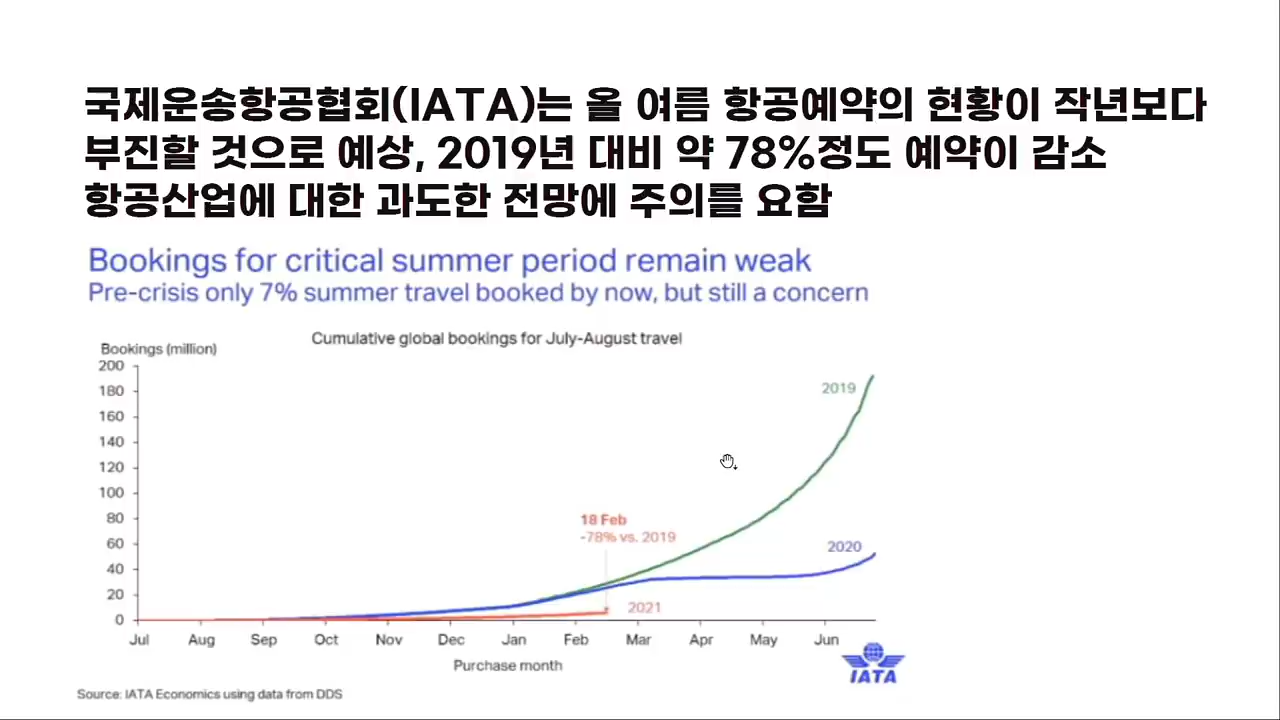 국제운송항공협회(IATA)는 올 여름 항공예약의 현황이 작년보다
부진할 것으로 예상, 2019년 대비 약 78%정도 예약이 감소
항공산업에 대한 과도한 전망에 주의를 요함
Bookings for critical summer period remain weak
Pre-crisis only 7% summer travel booked by now, but still a concern
Cumulative global bookings for July-August travel
Bookings (million)
200
180
160
140
120
100
80
60
40
20
0
2019
18 Feb
-78% vs. 2019
2020
2021
Jul Aug Sep Oct Nov Dec Jan Feb Mar Apr May Jun
Purchase month
IATA
Source: IATA Economics using data from DDS